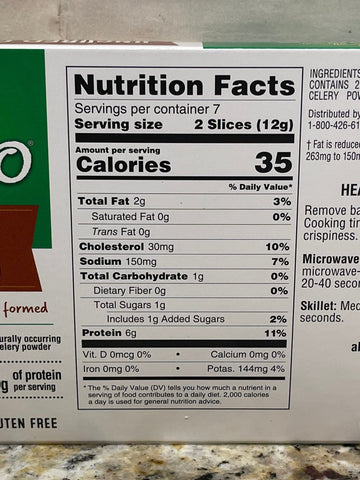 Nutrition Facts
Servings per container 7
Serving size 2 Slices (12g)
Amount per serving
Calories 35
% Daily Value*
Total Fat 2g 3%
Saturated Fat 0g 0%
Trans Fat 0g
Cholesterol 30mg 10%
Sodium 150mg 7%
Total Carbohydrate 1g 0%
Dietary Fiber 0g 0%
Total Sugars 1g
Includes 1g Added Sugars 2%
Protein 6g 11%
Vit. D 0mcg 0% • Calcium 0mg 0%
Iron 0mg 0% • Potas. 144mg 4%
* The % Daily Value (DV) tells you how much a nutrient in a
serving of food contributes to a daily diet. 2,000 calories
a day is used for general nutrition advice.
formed
occurring
celery powder
of protein
per serving
GLUTEN FREE
INGREDIENTS
CONTAINS 2
CELERY POW
Distributed by
1-800-426-61
† Fat is reduced
263mg to 150m
HEA
Remove ba
Cooking tim
crispiness.
Microwave
microwave-
20-40 secon
Skillet: Med
seconds.